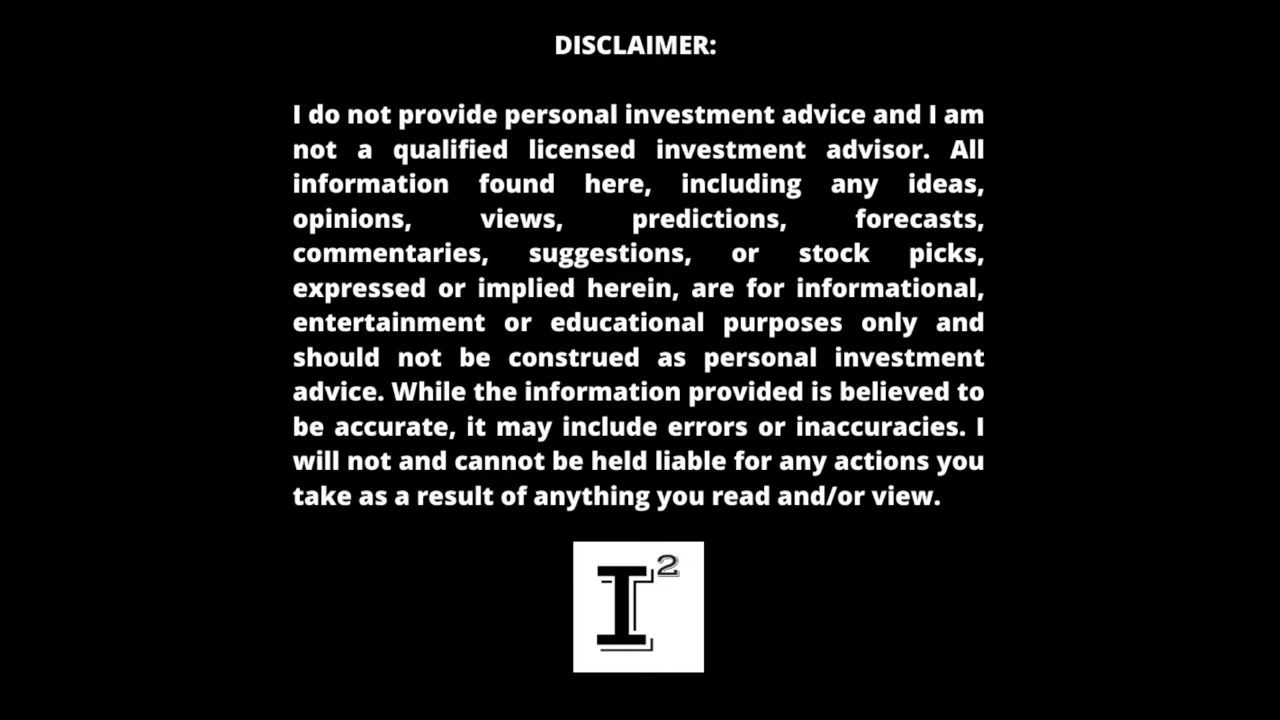 DISCLAIMER:
I do not provide personal investment advice and I am
not a qualified licensed investment advisor. All
information found here, including any ideas,
opinions, views, predictions, forecasts,
commentaries, suggestions, or stock picks,
expressed or implied herein, are for informational,
entertainment or educational purposes only and
should not be construed as personal investment
advice. While the information provided is believed to
be accurate, it may include errors or inaccuracies. I
will not and cannot be held liable for any actions you
take as a result of anything you read and/or view.
I²